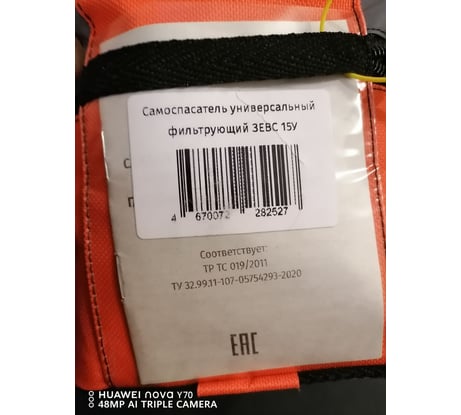 Самоспасатель универсальный
фильтрующий ЗЕВС 15У
4 670072 282527
Соответствует:
ТР ТС 019/2011
ТУ 32.99.11-107-05754293-2020
ЕАС
HUAWEI nova Y70
48MP AI TRIPLE CAMERA